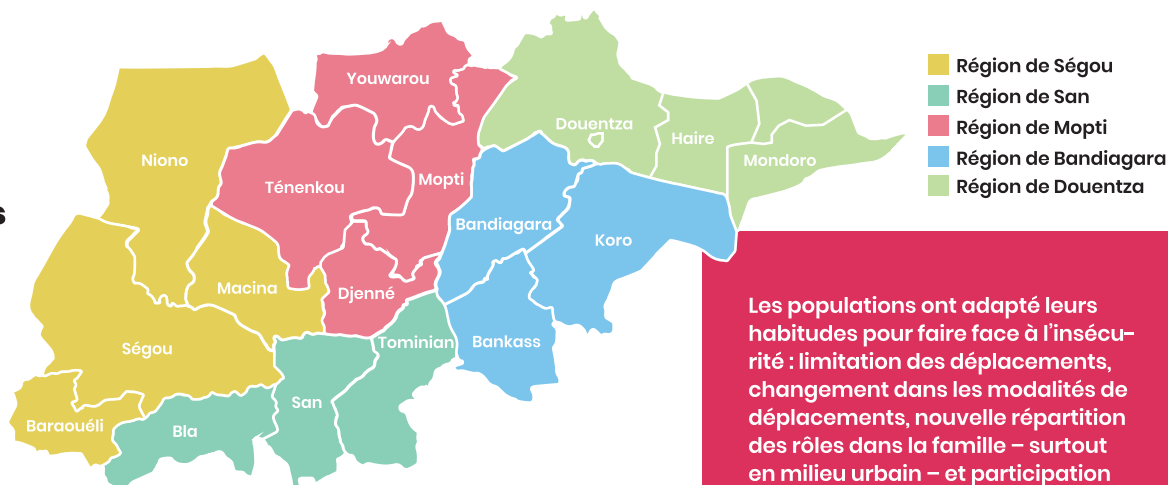 Région de Ségou
Région de San
Région de Mopti
Région de Bandiagara
Région de Douentza
Youwarou
Douentza
Haire
Mondoro
Niono
Ténenkou
Mopti
Bandiagara
Koro
Macina
Djenné
Ségou
Tominian
Bankass
San
Baraouéli
Bla
s
Les populations ont adapté leurs
habitudes pour faire face à l’insécu–
rité : limitation des déplacements,
changement dans les modalités de
déplacements, nouvelle répartition
des rôles dans la famille – surtout
en milieu urbain – et participation